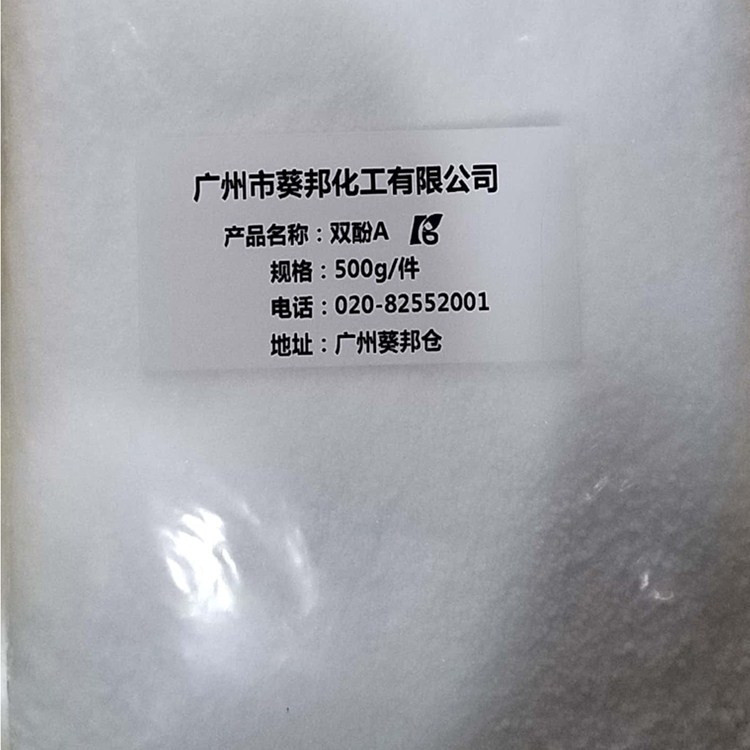 广州市葵邦化工有限公司
产品名称：双酚A
规格：500g/件
电话：020-82552001
地址：广州葵邦仓